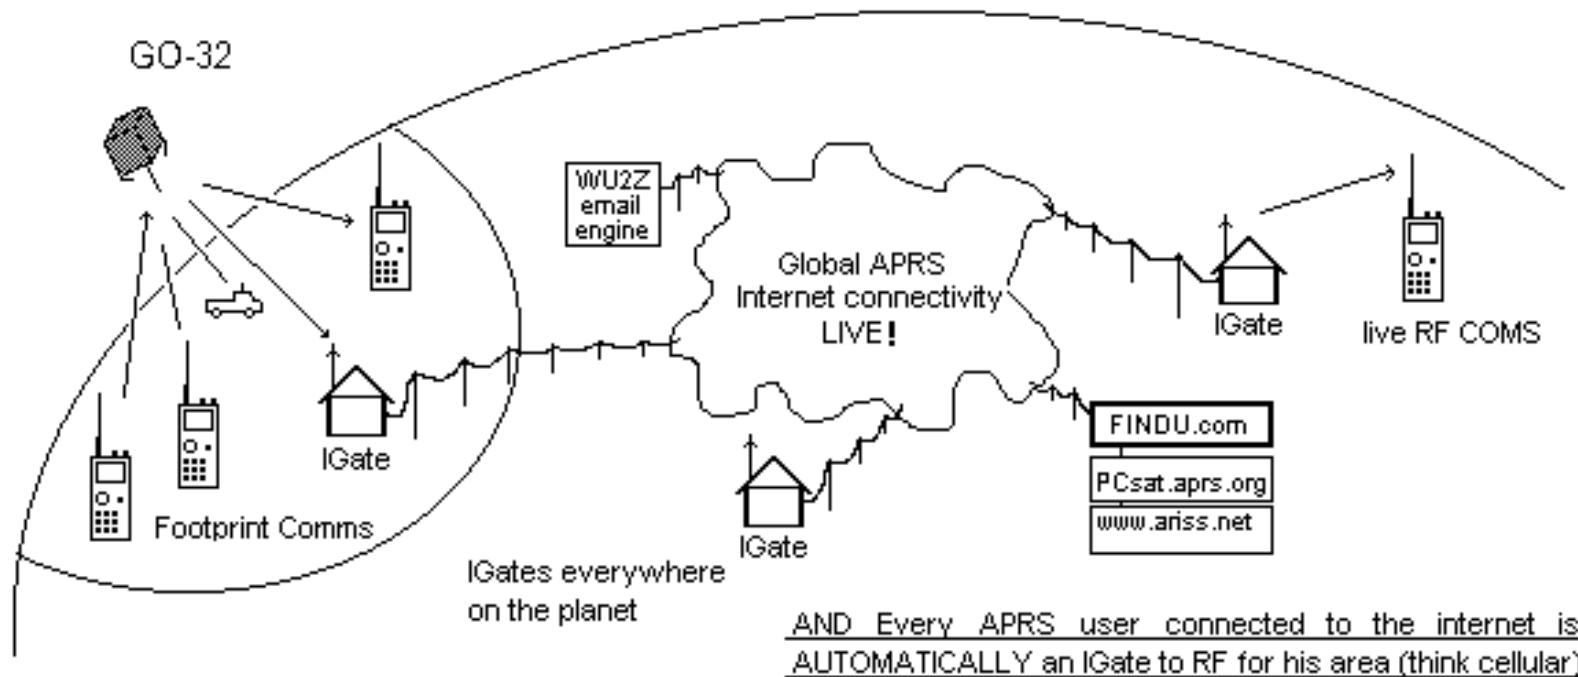 GO-32
WU2Z
email
engine
Global APRS
Internet connectivity
LIVE!
IGate
live RF COMS
IGate
Footprint Comms
IGate
FINDU.com
PCsat.aprs.org
www.ariss.net
IGates everywhere
on the planet
AND Every APRS user connected to the internet is
AUTOMATICALLY an IGate to RF for his area (think cellular)